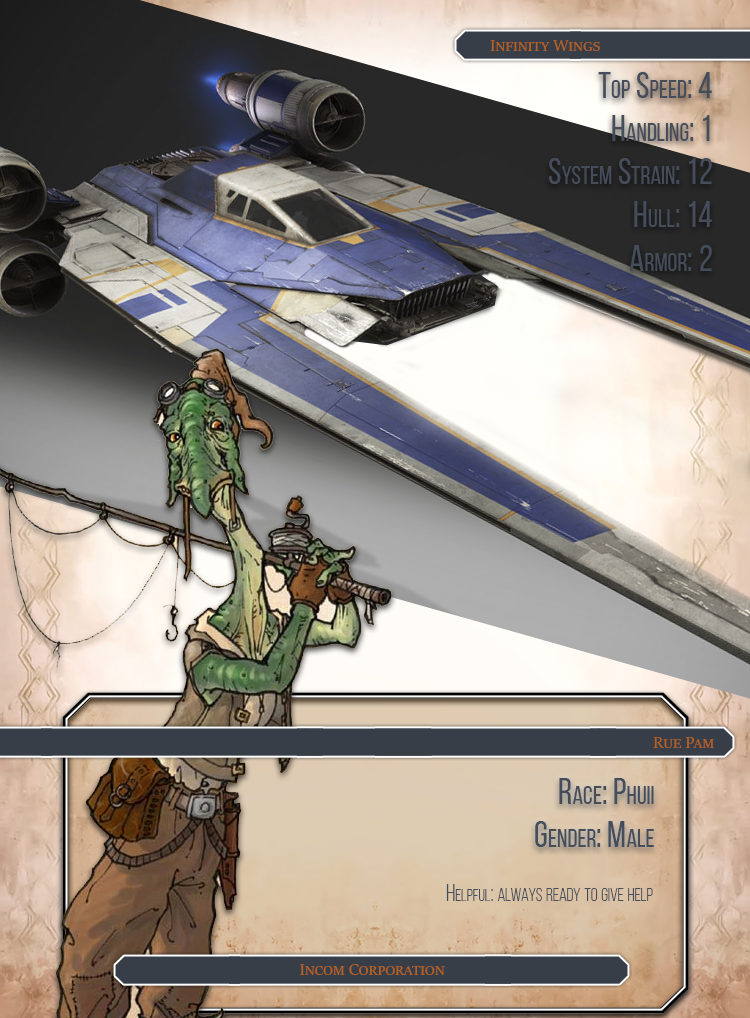 Infinity Wings
Top Speed: 4
Handling: 1
System Strain: 12
Hull: 14
Armor: 2
Rue Pam
Race: Phuii
Gender: Male
Helpful: always ready to give help
Incom Corporation